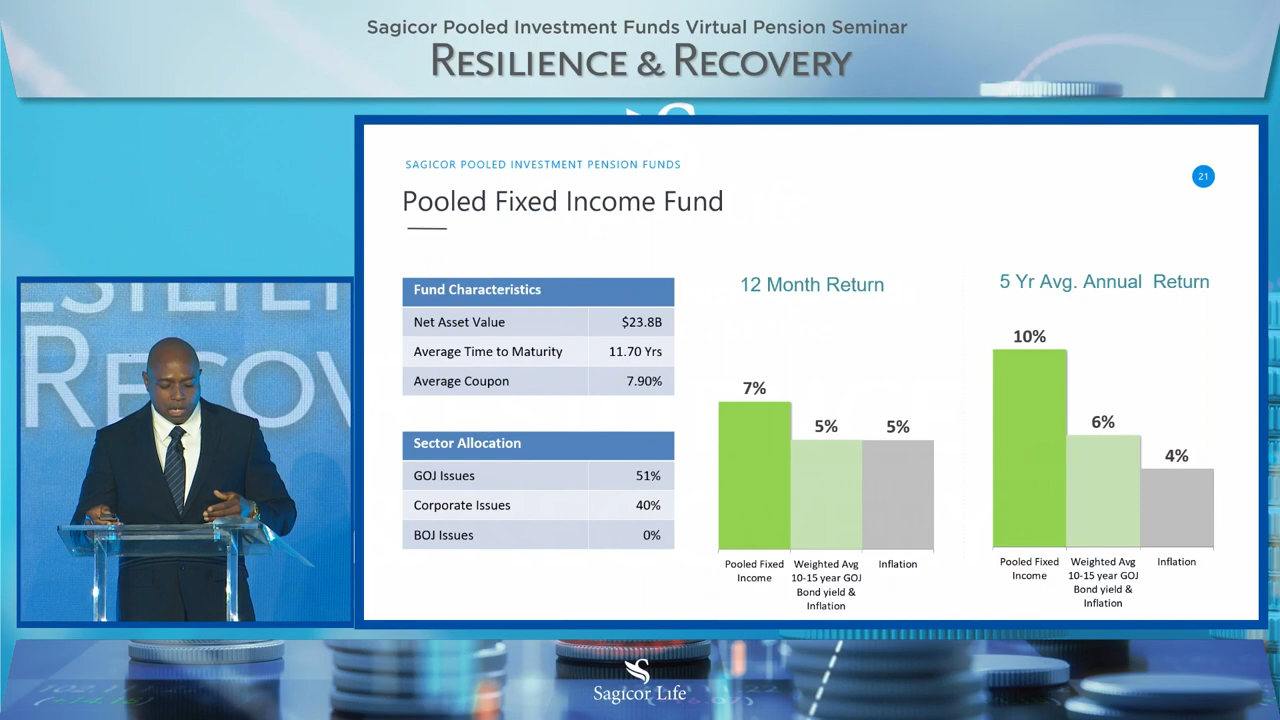 Sagicor Pooled Investment Funds Virtual Pension Seminar
RESILIENCE & RECOVERY
SAGICOR POOLED INVESTMENT PENSION FUNDS
21
Pooled Fixed Income Fund
Fund Characteristics
Net Asset Value $23.8B
Average Time to Maturity 11.70 Yrs
Average Coupon 7.90%
Sector Allocation
GOJ Issues 51%
Corporate Issues 40%
BOJ Issues 0%
12 Month Return
7%
5%
5%
Pooled Fixed
Income
Weighted Avg
10-15 year GOJ
Bond yield &
Inflation
Inflation
5 Yr Avg. Annual Return
10%
6%
4%
Pooled Fixed
Income
Weighted Avg
10-15 year GOJ
Bond yield &
Inflation
Inflation
ESILIEN
RECOV
Sagicor Life